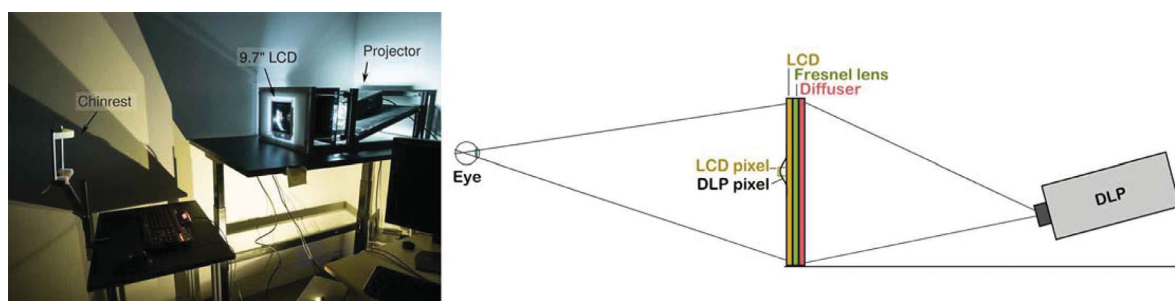 9.7" LCD
Projector
Chinrest
LCD
Fresnel lens
Diffuser
Eye
LCD pixel
DLP pixel
DLP